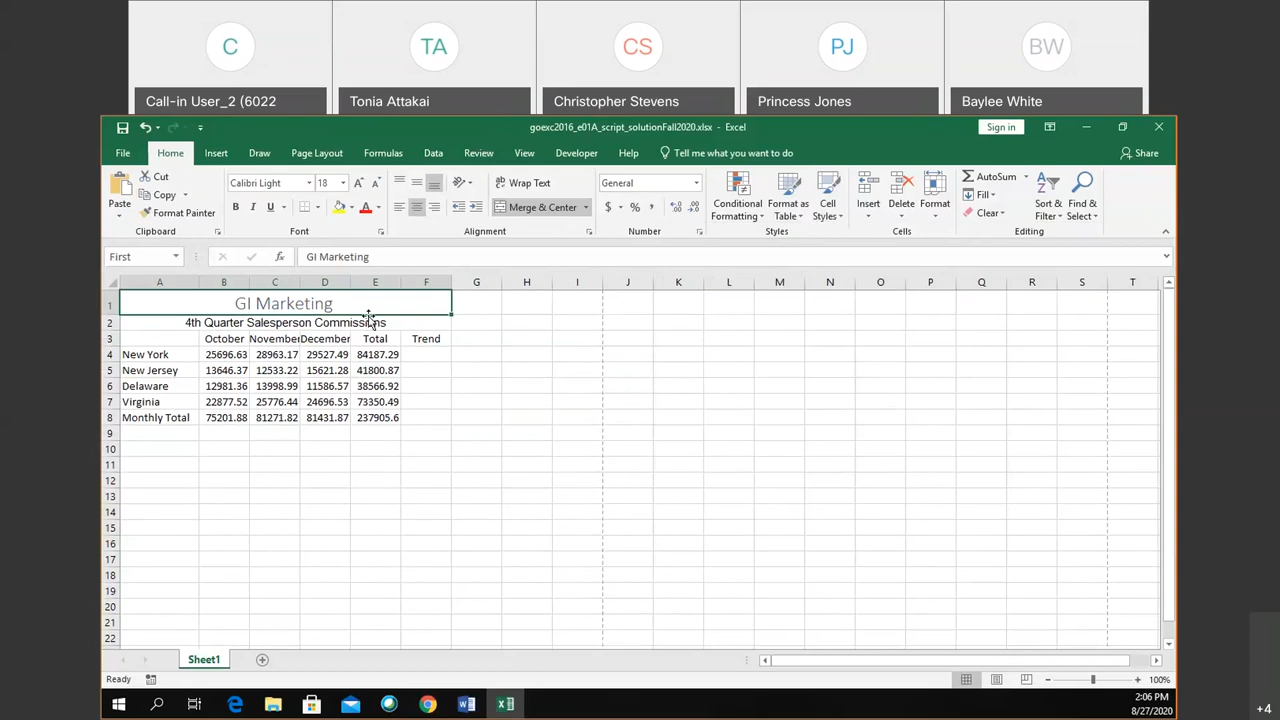 C TA CS PJ BW
Call-in User_2 (6022 Tonia Attakai Christopher Stevens Princess Jones Baylee White
goexc2016_e01A_script_solutionFall2020.xlsx - Excel Sign in
File Home Insert Draw Page Layout Formulas Data Review View Developer Help Tell me what you want to do Share
Paste Cut Copy Format Painter
Clipboard
Calibri Light 18 A A
B I U A
Font
Wrap Text
Merge & Center
Alignment
General
$ % ,
Number
Conditional Formatting Format as Table Cell Styles
Styles
Insert Delete Format
Cells
AutoSum Fill Clear Sort & Filter Find & Select
Editing
First fx GI Marketing
A B C D E F G H I J K L M N O P Q R S T
1 GI Marketing
2 4th Quarter Salesperson Commissions
3 October November December Total Trend
4 New York 25696.63 28963.17 29527.49 84187.29
5 New Jersey 13646.37 12533.22 15621.28 41800.87
6 Delaware 12981.36 13998.99 11586.57 38566.92
7 Virginia 22877.52 25776.44 24696.53 73350.49
8 Monthly Total 75201.88 81271.82 81431.87 237905.6
9
10
11
12
13
14
15
16
17
18
19
20
21
22
Sheet1
Ready 100%
2:06 PM
8/27/2020
+4